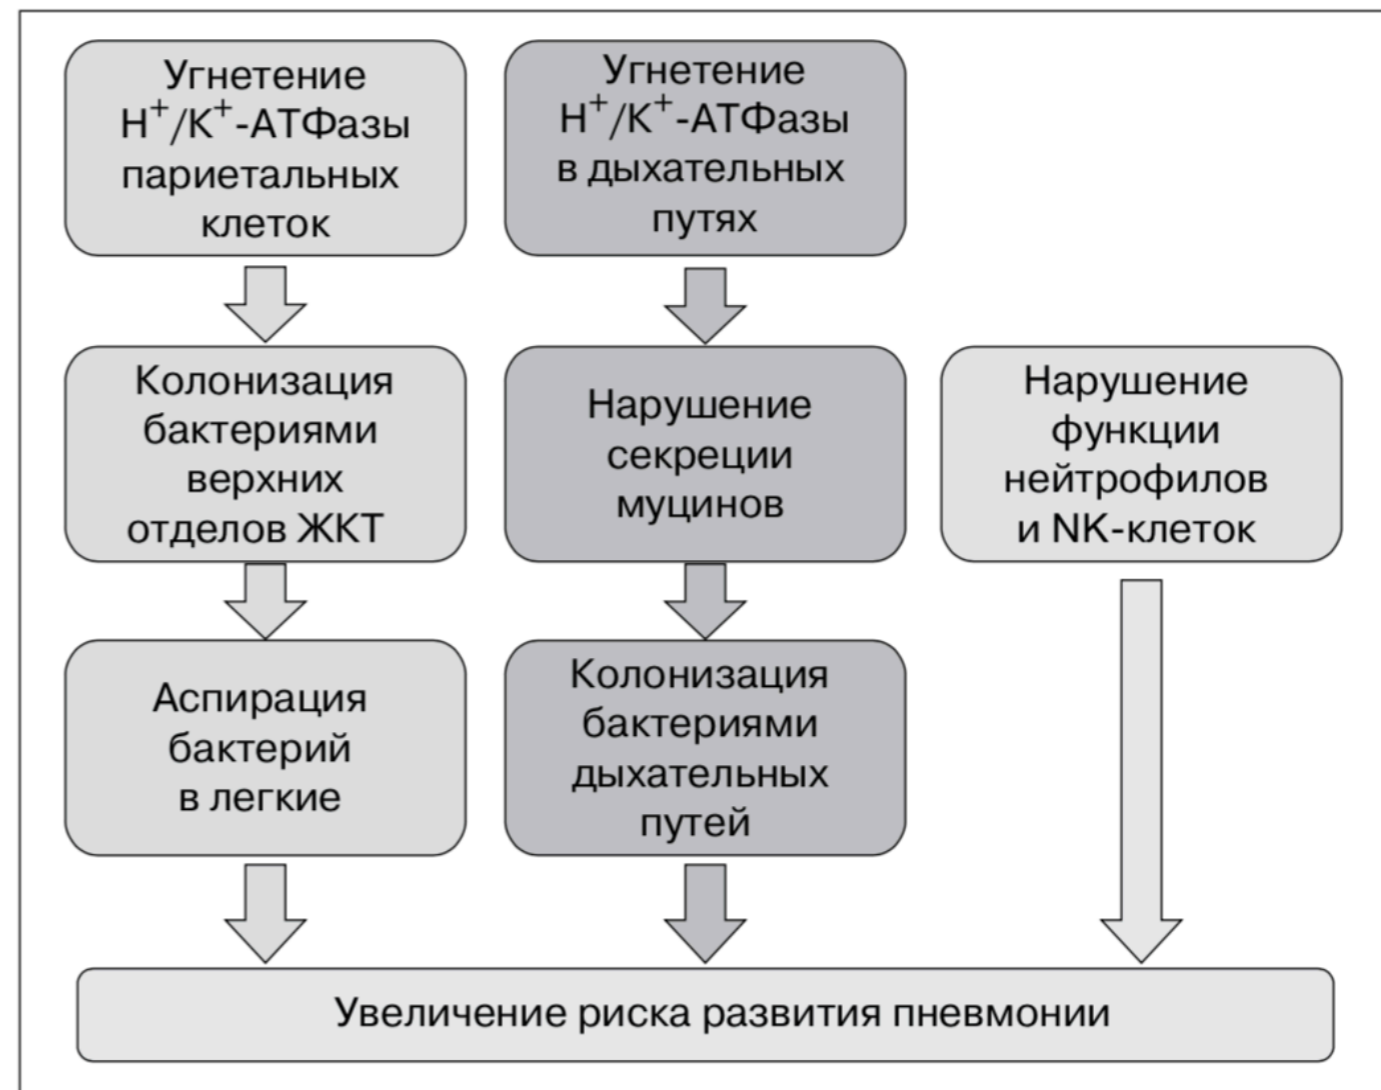 Угнетение
H⁺/K⁺-АТФазы
париетальных
клеток
Угнетение
H⁺/K⁺-АТФазы
в дыхательных
путях
Колонизация
бактериями
верхних
отделов ЖКТ
Нарушение
секреции
муцинов
Нарушение
функции
нейтрофилов
и NK-клеток
Аспирация
бактерий
в легкие
Колонизация
бактериями
дыхательных
путей
Увеличение риска развития пневмонии